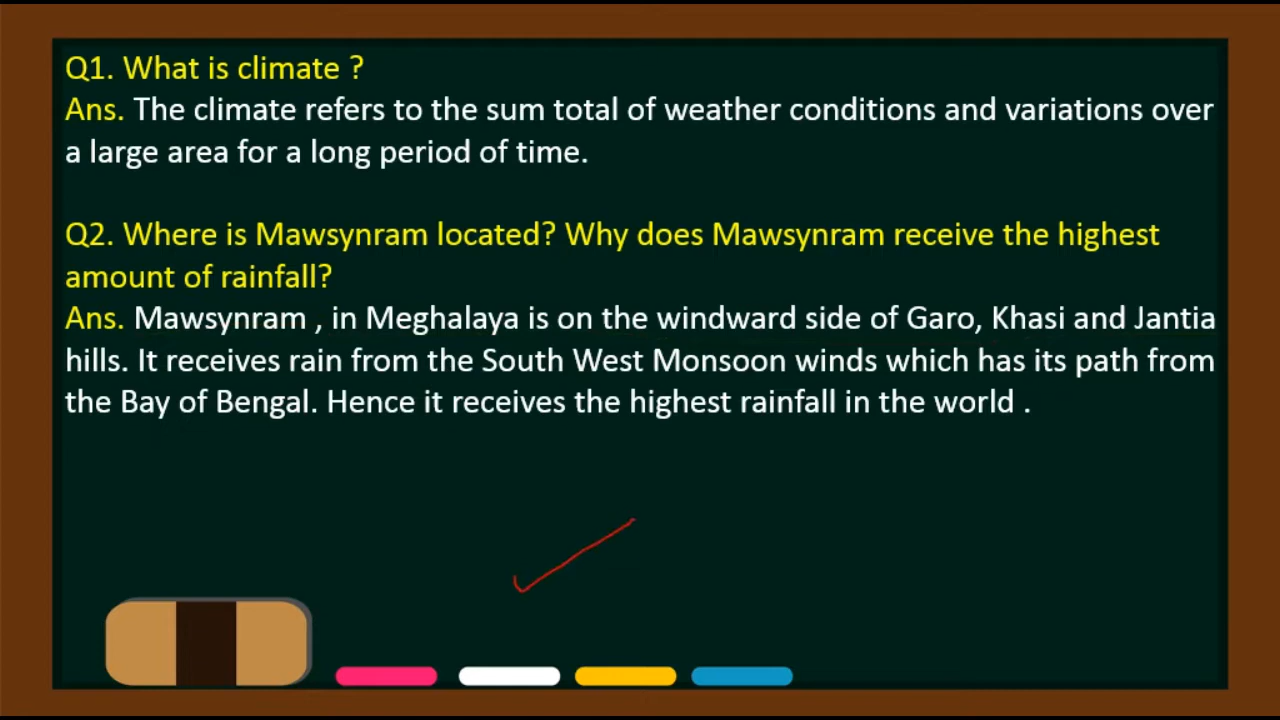 Q1. What is climate ?
Ans. The climate refers to the sum total of weather conditions and variations over
a large area for a long period of time.
Q2. Where is Mawsynram located? Why does Mawsynram receive the highest
amount of rainfall?
Ans. Mawsynram , in Meghalaya is on the windward side of Garo, Khasi and Jantia
hills. It receives rain from the South West Monsoon winds which has its path from
the Bay of Bengal. Hence it receives the highest rainfall in the world .